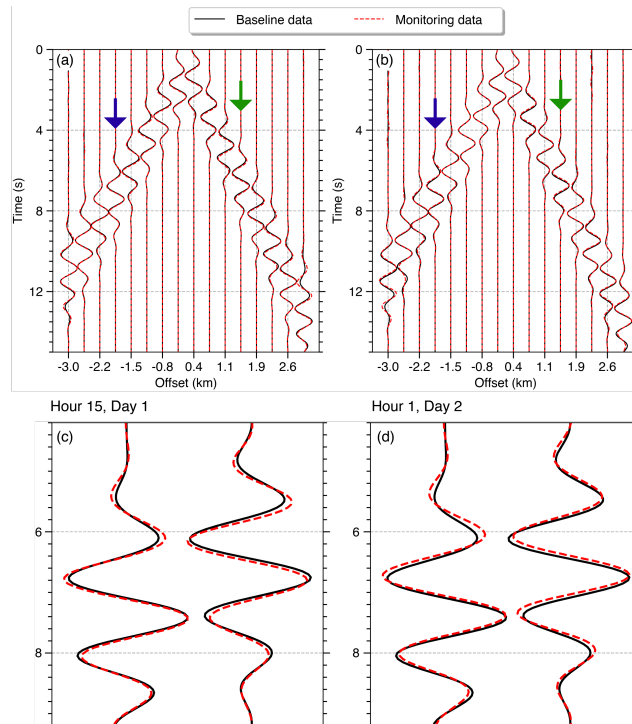 Baseline data
Monitoring data
(a)
(b)
0
4
8
12
Time (s)
0
4
8
12
Time (s)
-3.0 -2.2 -1.5 -0.8 0.4 1.1 1.9 2.6
Offset (km)
-3.0 -2.2 -1.5 -0.8 0.4 1.1 1.9 2.6
Offset (km)
Hour 15, Day 1
Hour 1, Day 2
(c)
(d)
6
8
6
8